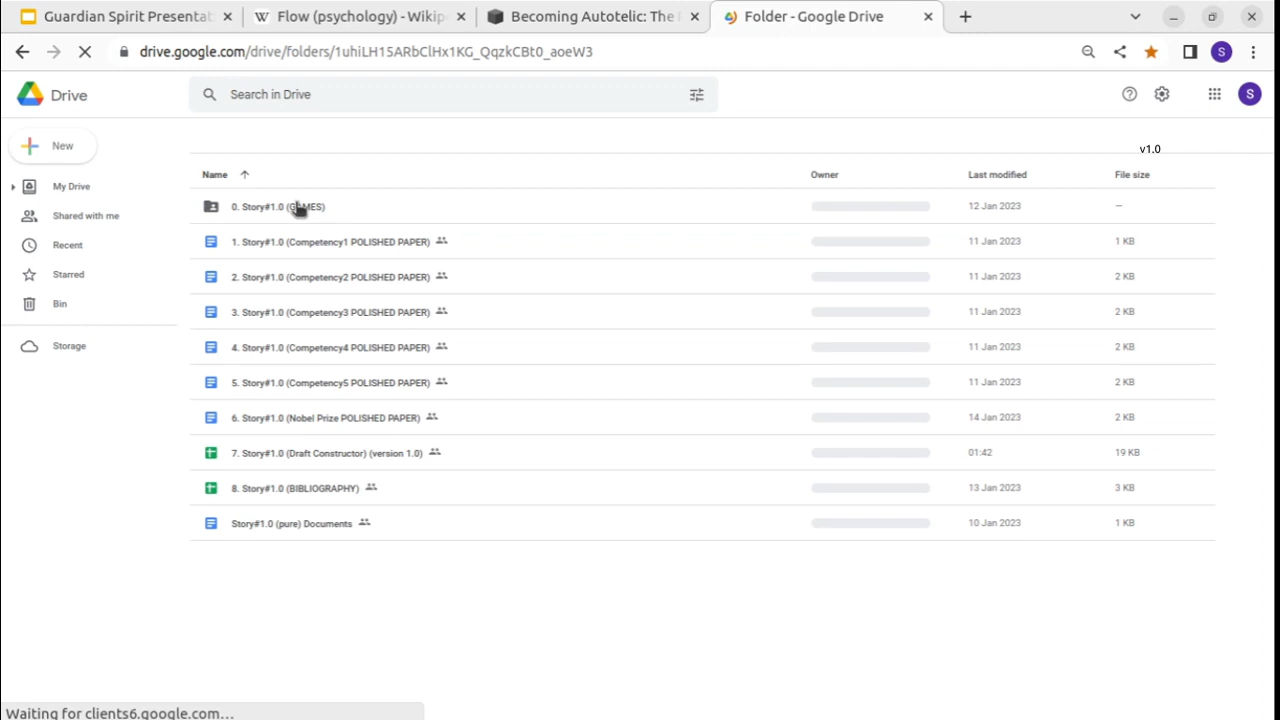 Guardian Spirit Presentat
Flow (psychology) - Wikip
Becoming Autotelic: The
Folder - Google Drive
drive.google.com/drive/folders/1uhiLH15ARbClHx1KG_QqzkCBt0_aoeW3
S
Drive
Search in Drive
S
New
v1.0
Name
Owner
Last modified
File size
My Drive
Shared with me
Recent
Starred
Bin
Storage
0. Story#1.0 (GAMES)
12 Jan 2023
–
1. Story#1.0 (Competency1 POLISHED PAPER)
11 Jan 2023
1 KB
2. Story#1.0 (Competency2 POLISHED PAPER)
11 Jan 2023
2 KB
3. Story#1.0 (Competency3 POLISHED PAPER)
11 Jan 2023
2 KB
4. Story#1.0 (Competency4 POLISHED PAPER)
11 Jan 2023
2 KB
5. Story#1.0 (Competency5 POLISHED PAPER)
11 Jan 2023
2 KB
6. Story#1.0 (Nobel Prize POLISHED PAPER)
14 Jan 2023
2 KB
7. Story#1.0 (Draft Constructor) (version 1.0)
01:42
19 KB
8. Story#1.0 (BIBLIOGRAPHY)
13 Jan 2023
3 KB
Story#1.0 (pure) Documents
10 Jan 2023
1 KB
Waiting for clients6.google.com...